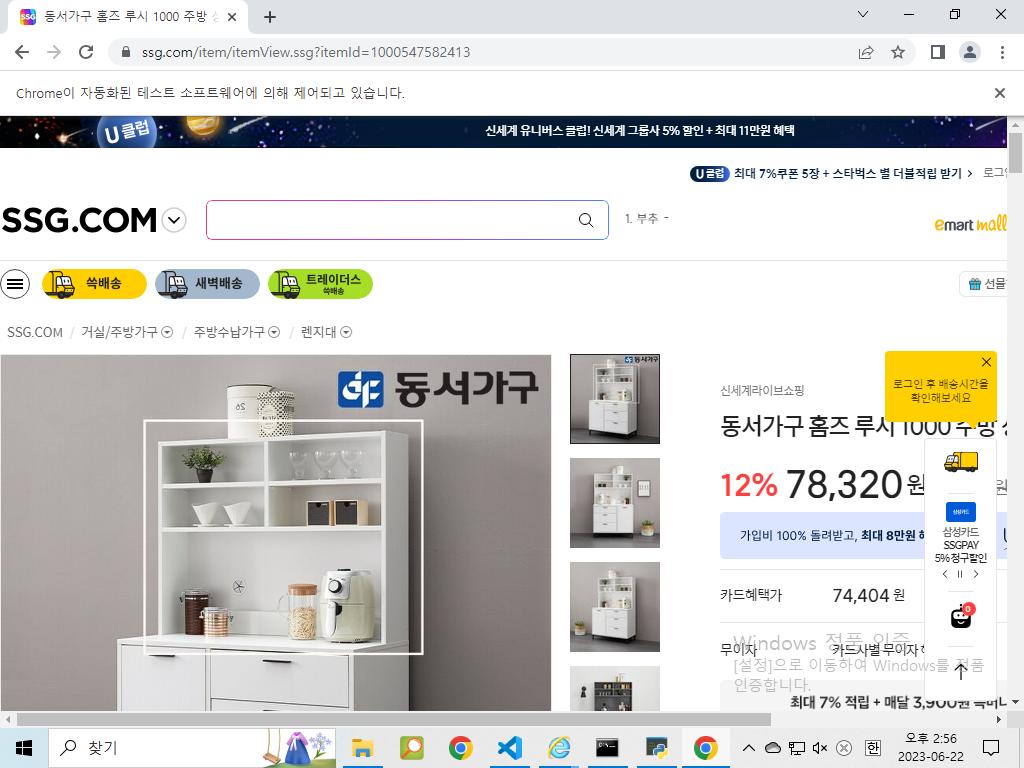 동서가구 홈즈 루시 1000 주방
ssg.com/item/itemView.ssg?itemId=1000547582413
Chrome이 자동화된 테스트 소프트웨어에 의해 제어되고 있습니다.
U 클럽
신세계 유니버스 클럽! 신세계 그룹사 5% 할인 + 최대 11만원 혜택
U 클럽 최대 7%쿠폰 5장 + 스타벅스 별 더블적립 받기 > 로그인
SSG.COM
1. 부추 -
emart mall
쓱배송
새벽배송
트레이더스
쓱배송
선물
SSG.COM / 거실/주방가구 / 주방수납가구 / 렌지대
동서가구
동서가구
신세계라이브쇼핑
로그인 후 배송시간을
확인해보세요
동서가구 홈즈 루시 1000 주방
12% 78,320원
원
가입비 100% 돌려받고, 최대 8만원
삼성카드
삼성카드
SSGPAY
5% 청구할인
카드혜택가 74,404 원
0
무이자 카드사별 무이자
Windows 정품 인증
[설정]으로 이동하여 Windows를 정품
인증합니다.
최대 7% 적립 + 매달 3,900원
찾기
한
오후 2:56
2023-06-22